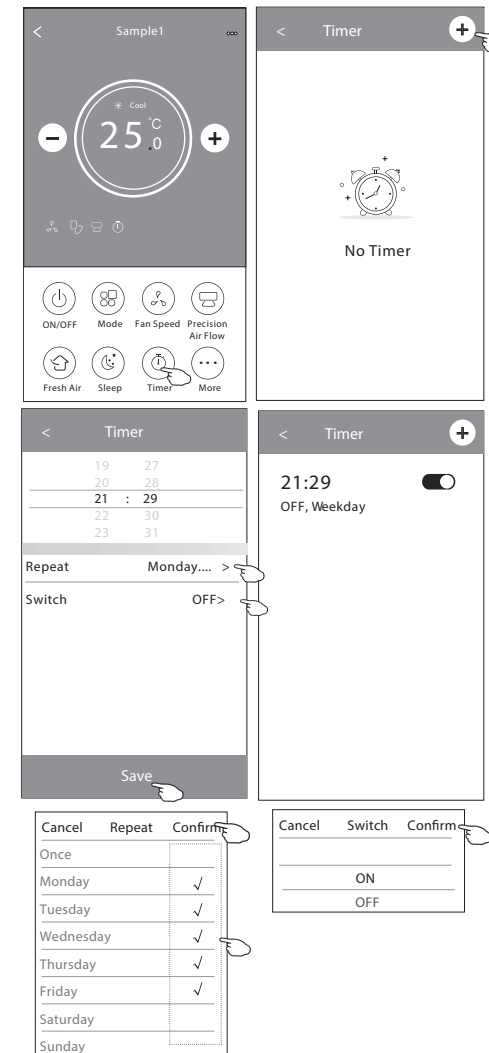 < Sample1
Cool
25.0 °C
− +
ON/OFF Mode Fan Speed Precision Air Flow
Fresh Air Sleep Timer More
< Timer +
No Timer
< Timer
19 27
20 28
21 : 29
22 30
23 31
Repeat Monday.... >
Switch OFF>
Save
< Timer +
21:29
OFF, Weekday
Cancel Repeat Confirm
Once
Monday √
Tuesday √
Wednesday √
Thursday √
Friday √
Saturday
Sunday
Cancel Switch Confirm
ON
OFF